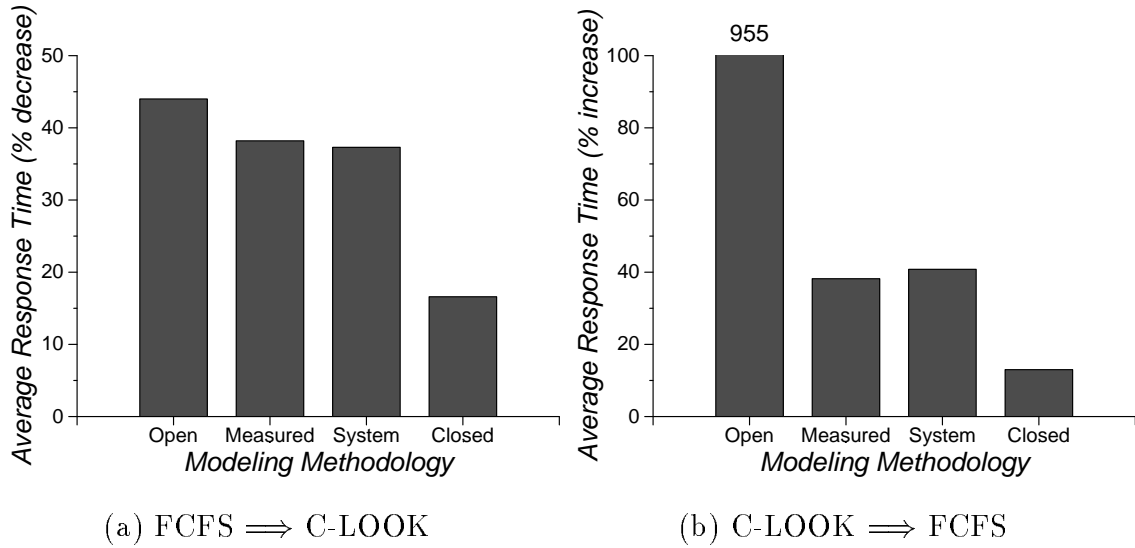 Average Response Time (% decrease)
50
40
30
20
10
0
Open Measured System Closed
Modeling Methodology
(a) FCFS ⟹ C-LOOK
955
Average Response Time (% increase)
100
80
60
40
20
0
Open Measured System Closed
Modeling Methodology
(b) C-LOOK ⟹ FCFS